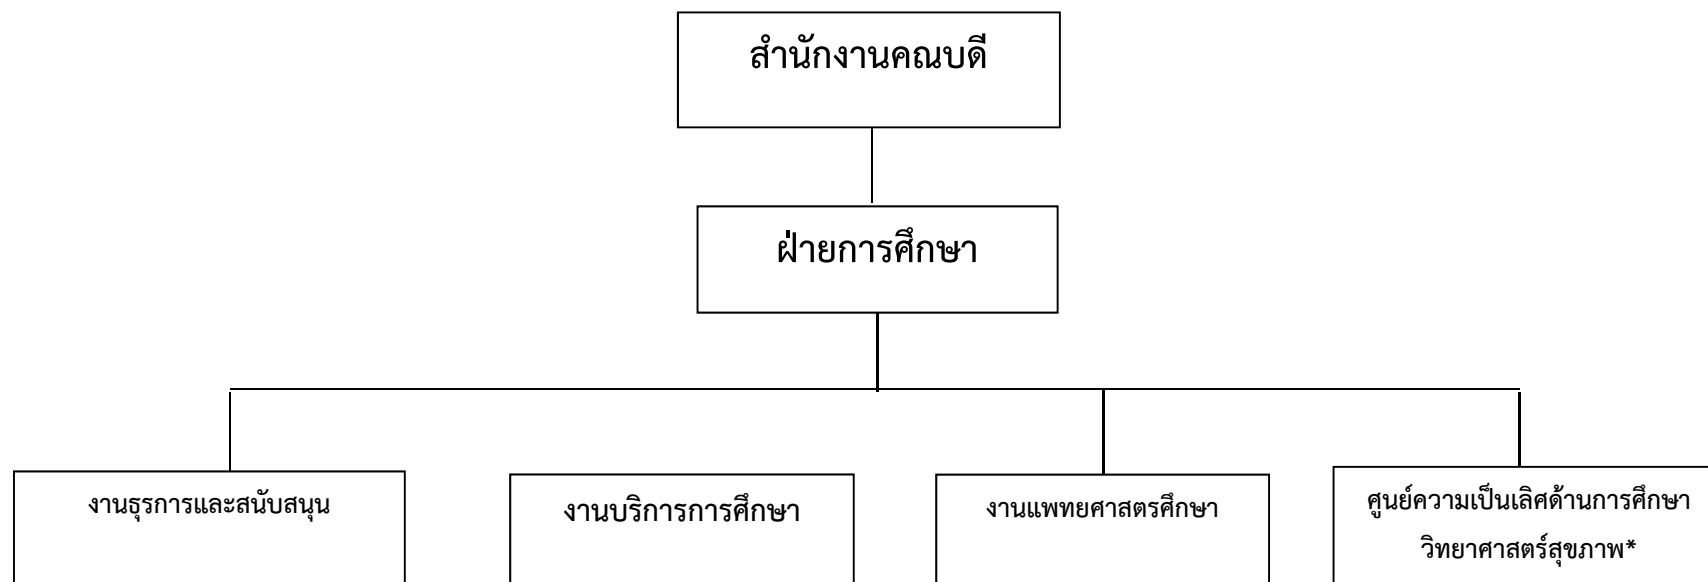 สำนักงานคณบดี
ฝ่ายการศึกษา
งานธุรการและสนับสนุน
งานบริการการศึกษา
งานแพทยศาสตรศึกษา
ศูนย์ความเป็นเลิศด้านการศึกษา
วิทยาศาสตร์สุขภาพ*